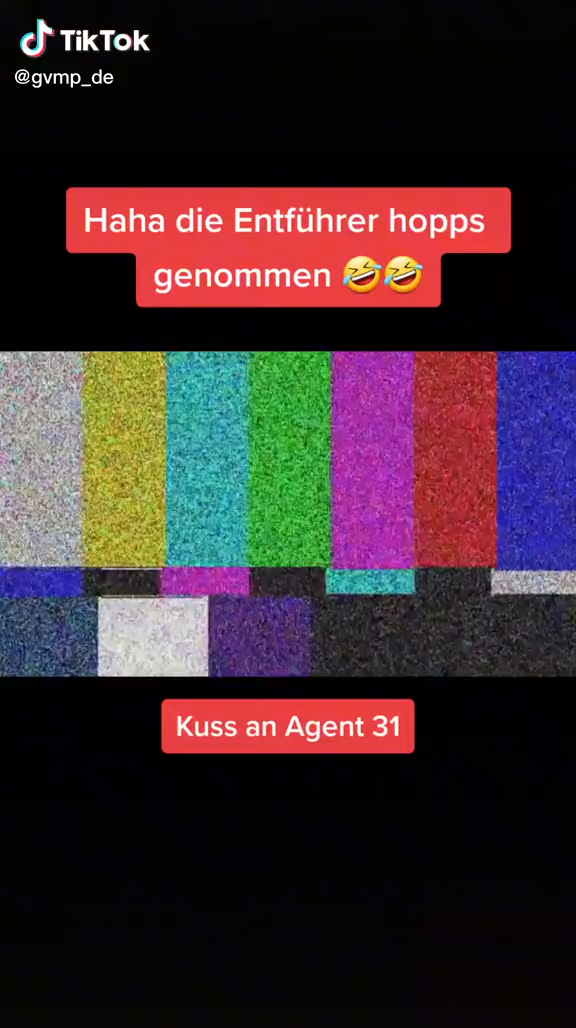 TikTok
@gvmp_de
Haha die Entführer hopps
genommen 🤣🤣
Kuss an Agent 31